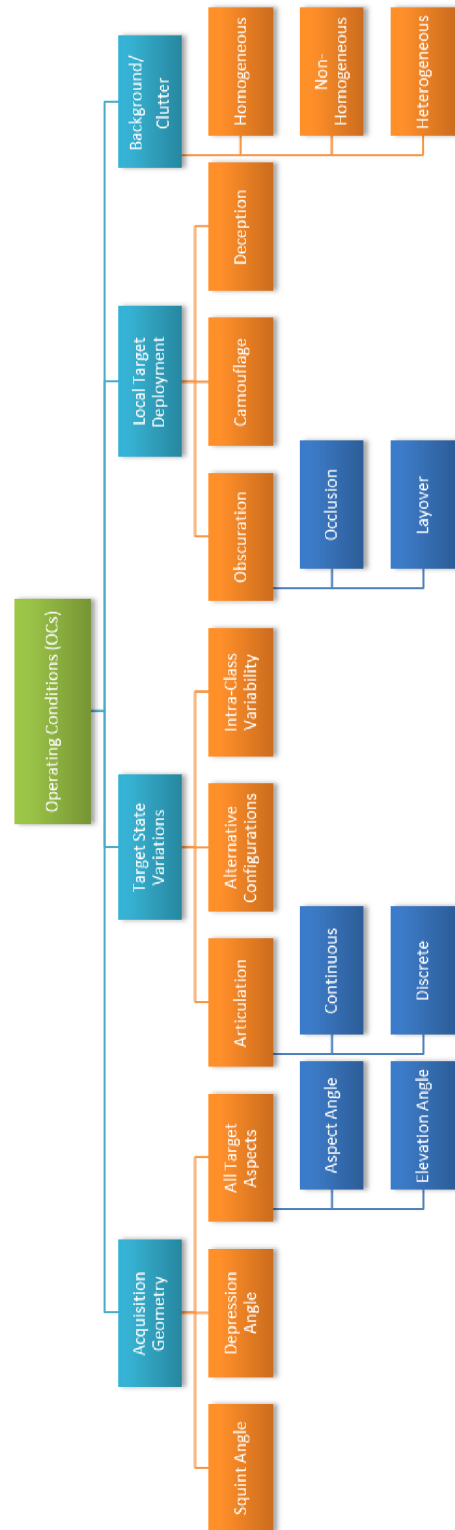 Operating Conditions (OCs)
Acquisition
Geometry
Target State
Variations
Local Target
Deployment
Background/
Clutter
Squint Angle
Depression
Angle
All Target
Aspects
Articulation
Alternative
Configurations
Intra-Class
Variability
Obscuration
Camouflage
Deception
Homogeneous
Aspect Angle
Continuous
Occlusion
Non-
Homogeneous
Elevation Angle
Discrete
Layover
Heterogeneous